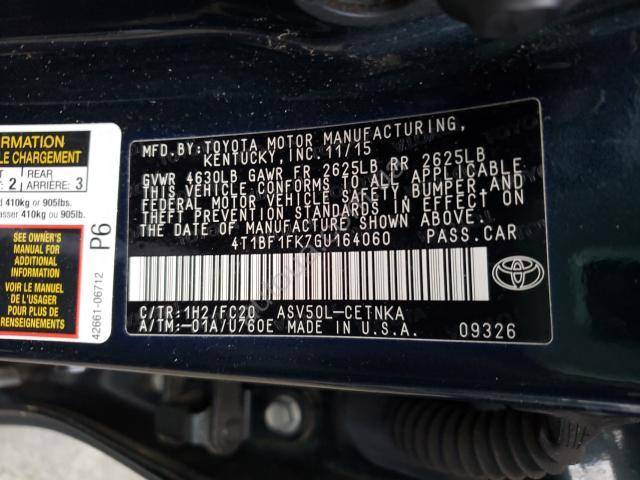 MFD.BY:TOYOTA MOTOR MANUFACTURING,
KENTUCKY,INC.11/15
GVWR 4630LB GAWR FR 2625LB RR 2625LB
THIS VEHICLE CONFORMS TO ALL APPLICABLE
FEDERAL MOTOR VEHICLE SAFETY, BUMPER, AND
THEFT PREVENTION STANDARDS IN EFFECT ON
THE DATE OF MANUFACTURE SHOWN ABOVE.
4T1BF1FK7GU164060 PASS.CAR
C/TR:1H2/FC20 ASV50L-CETNKA
A/TM:-01A/U760E MADE IN U.S.A. 09326
TOYOTA
ORMATION
LE CHARGEMENT
2 REAR 3
ARRIÈRE:
410kg or 905lbs.
asser 410kg ou 905lbs.
SEE OWNER'S
MANUAL FOR
ADDITIONAL
INFORMATION
VOIR LE MANUEL
DE L'USAGER
POUR PLUS DE
RENSEIGNEMENTS
P6
42661-06712